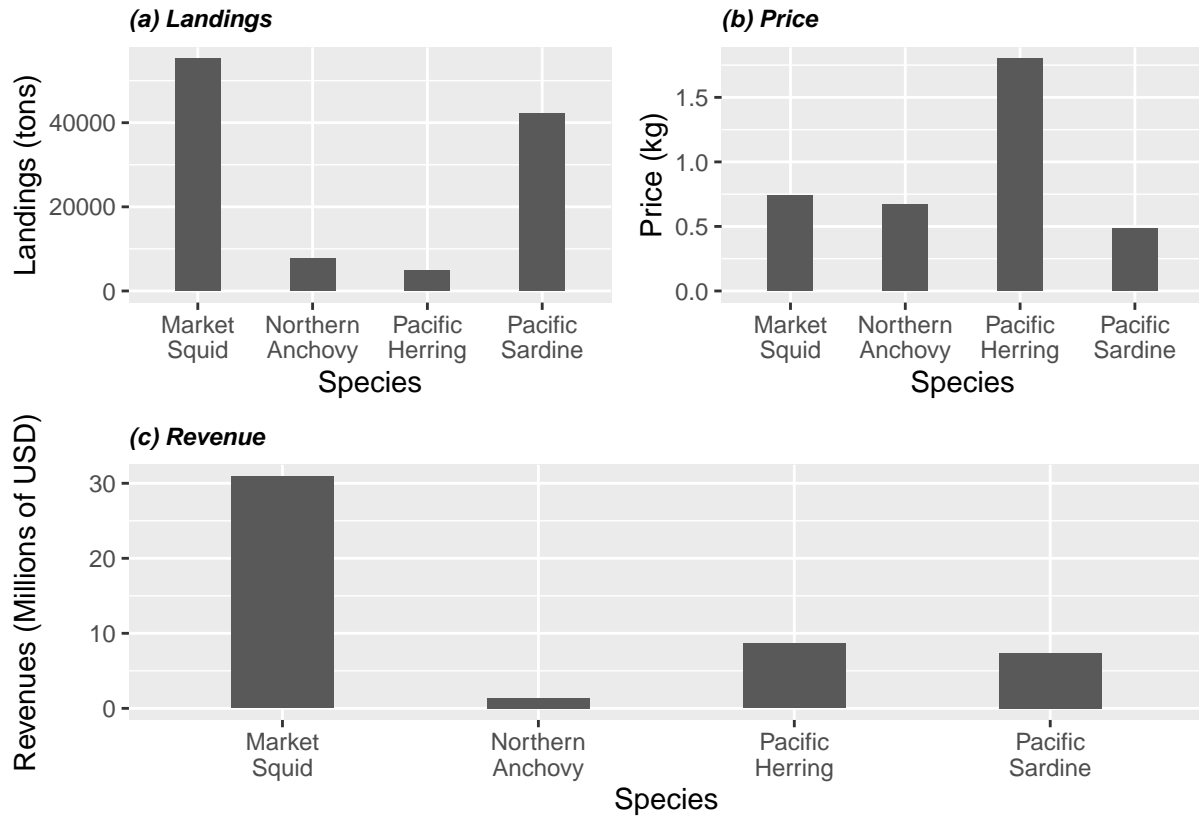 (a) Landings
Landings (tons)
40000
20000
0
Market
Squid
Northern
Anchovy
Pacific
Herring
Pacific
Sardine
Species
(b) Price
Price (kg)
1.5
1.0
0.5
0.0
Market
Squid
Northern
Anchovy
Pacific
Herring
Pacific
Sardine
Species
(c) Revenue
Revenues (Millions of USD)
30
20
10
0
Market
Squid
Northern
Anchovy
Pacific
Herring
Pacific
Sardine
Species